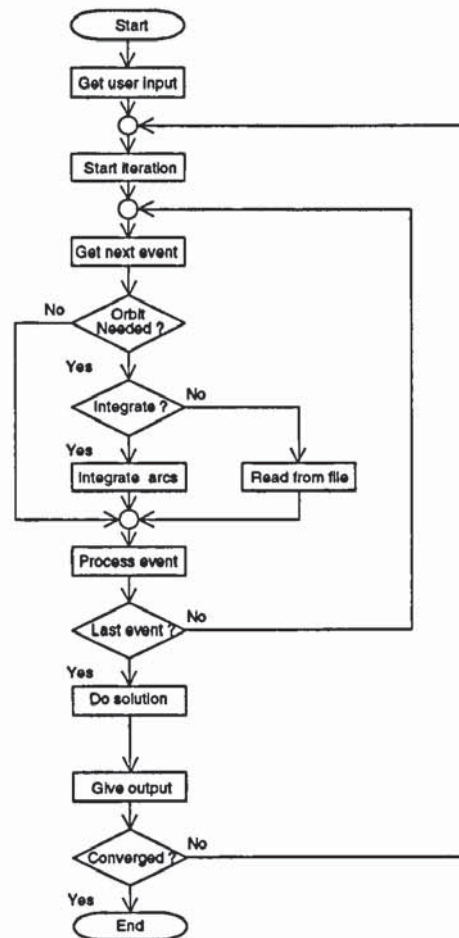 Start
Get user input
Start iteration
Get next event
No
Orbit
Needed ?
Yes
Integrate ?
No
Yes
Integrate arcs
Read from file
Process event
Last event ?
No
Yes
Do solution
Give output
Converged ?
No
Yes
End